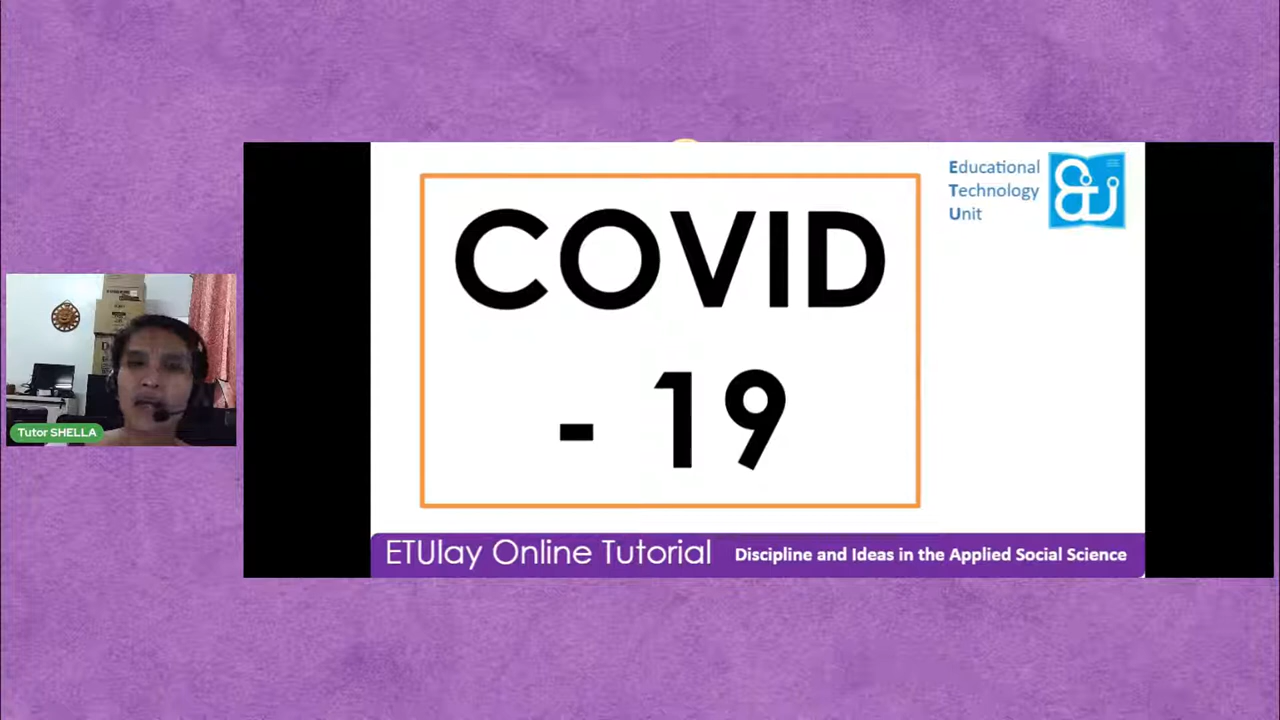 COVID
- 19
Educational
Technology
Unit
Tutor SHELLA
ETUlay Online Tutorial
Discipline and Ideas in the Applied Social Science